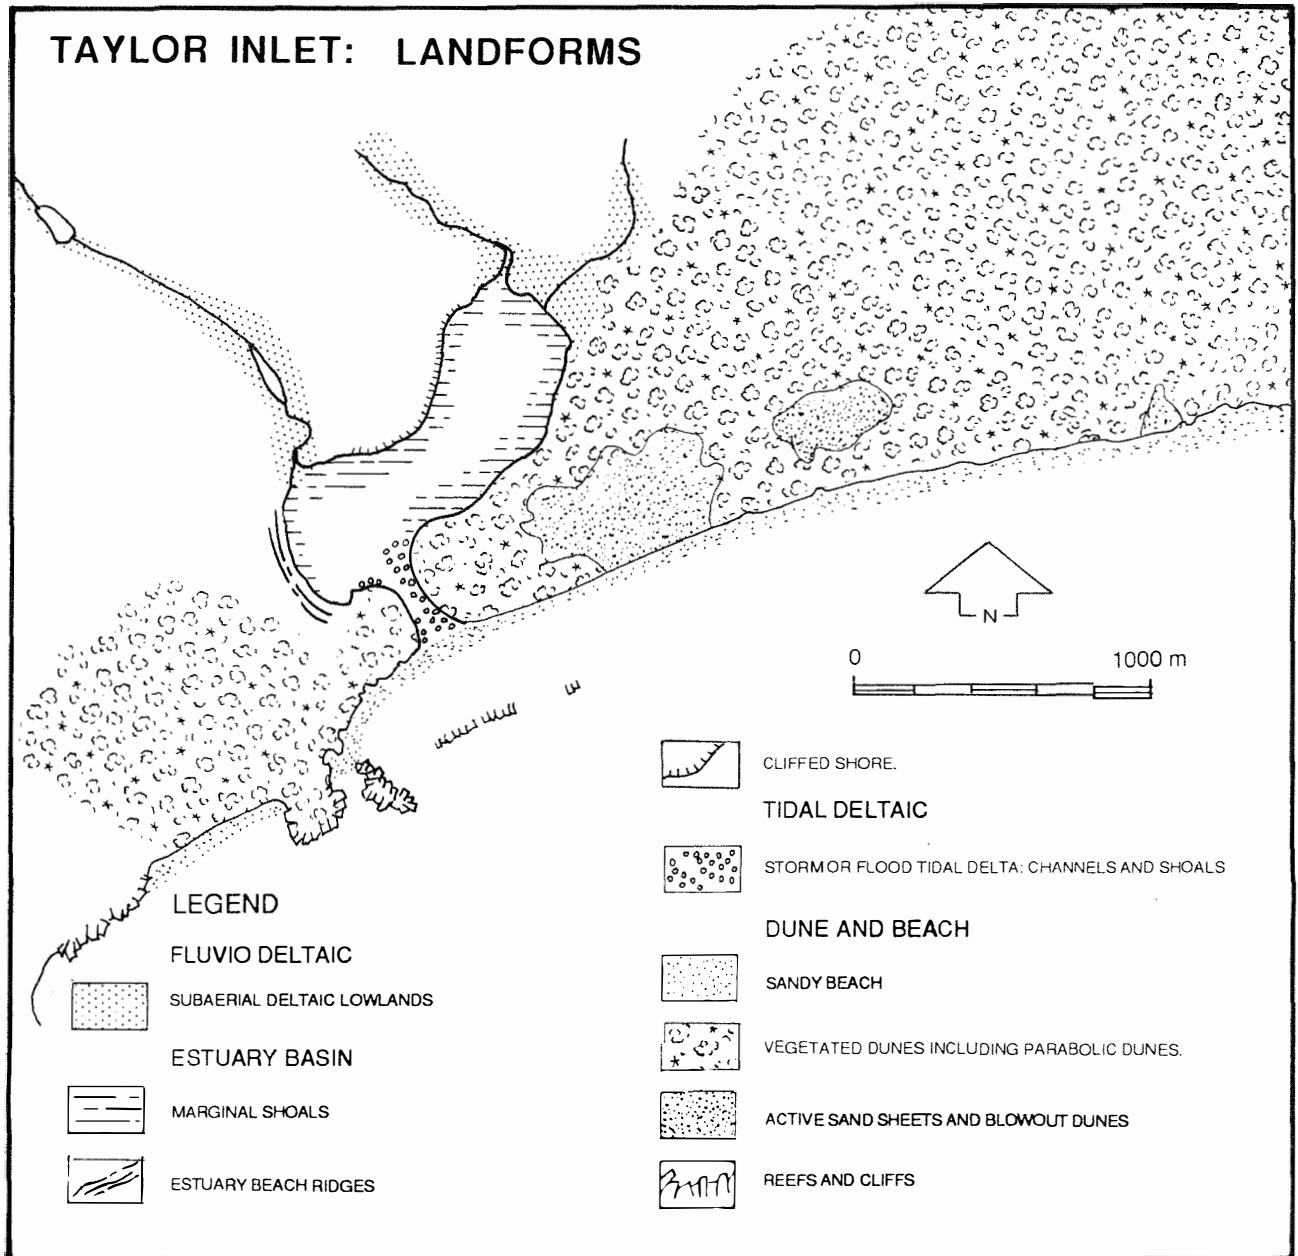 TAYLOR INLET: LANDFORMS
N
0 1000 m
CLIFFED SHORE.
TIDAL DELTAIC
STORM OR FLOOD TIDAL DELTA: CHANNELS AND SHOALS
DUNE AND BEACH
SANDY BEACH
VEGETATED DUNES INCLUDING PARABOLIC DUNES.
ACTIVE SAND SHEETS AND BLOWOUT DUNES
REEFS AND CLIFFS
LEGEND
FLUVIO DELTAIC
SUBAERIAL DELTAIC LOWLANDS
ESTUARY BASIN
MARGINAL SHOALS
ESTUARY BEACH RIDGES